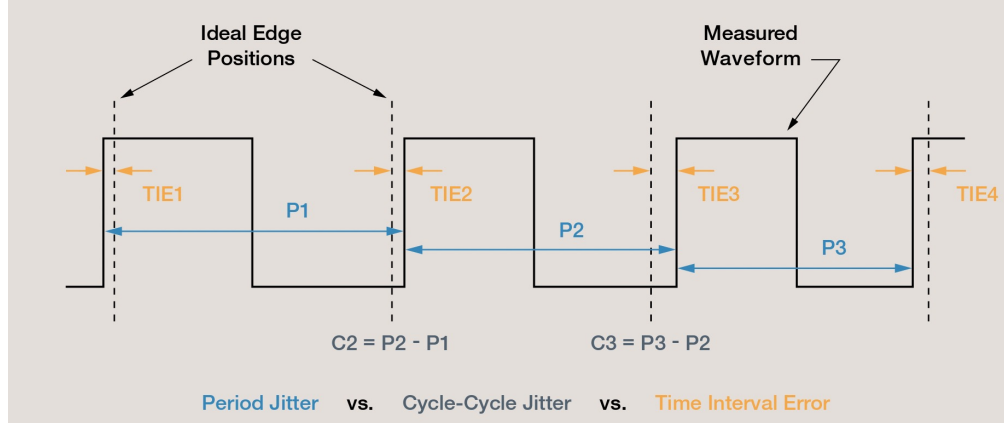 Ideal Edge
Positions
Measured
Waveform
TIE1
TIE2
TIE3
TIE4
P1
P2
P3
C2 = P2 - P1
C3 = P3 - P2
Period Jitter vs. Cycle-Cycle Jitter vs. Time Interval Error